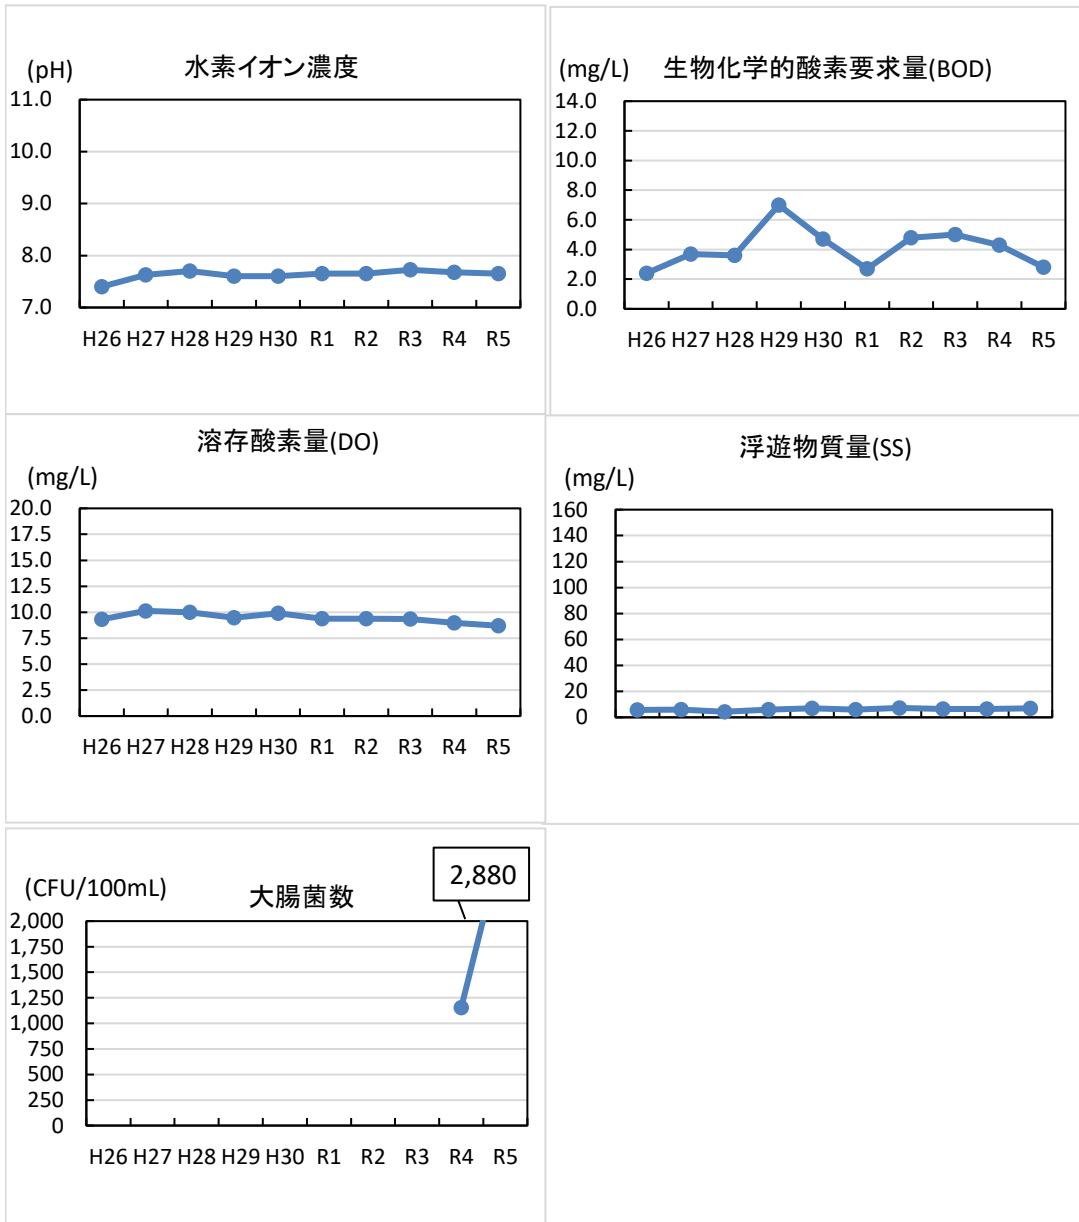 水素イオン濃度
(pH)
11.0
10.0
9.0
8.0
7.0
H26 H27 H28 H29 H30 R1 R2 R3 R4 R5
生物化学的酸素要求量(BOD)
(mg/L)
14.0
12.0
10.0
8.0
6.0
4.0
2.0
0.0
H26 H27 H28 H29 H30 R1 R2 R3 R4 R5
溶存酸素量(DO)
(mg/L)
20.0
17.5
15.0
12.5
10.0
7.5
5.0
2.5
0.0
H26 H27 H28 H29 H30 R1 R2 R3 R4 R5
浮遊物質量(SS)
(mg/L)
160
140
120
100
80
60
40
20
0
大腸菌数
(CFU/100mL)
2,880
2,000
1,750
1,500
1,250
1,000
750
500
250
0
H26 H27 H28 H29 H30 R1 R2 R3 R4 R5